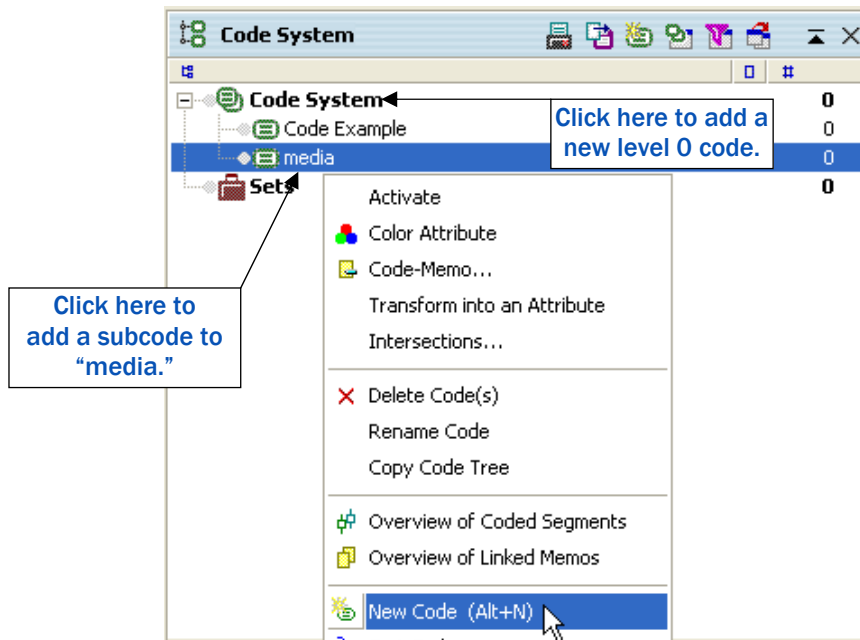 Code System
#
Code System 0
Click here to add a
new level 0 code.
Code Example 0
media 0
Sets 0
Activate
Color Attribute
Code-Memo...
Transform into an Attribute
Intersections...
Click here to
add a subcode to
“media.”
Delete Code(s)
Rename Code
Copy Code Tree
Overview of Coded Segments
Overview of Linked Memos
New Code (Alt+N)